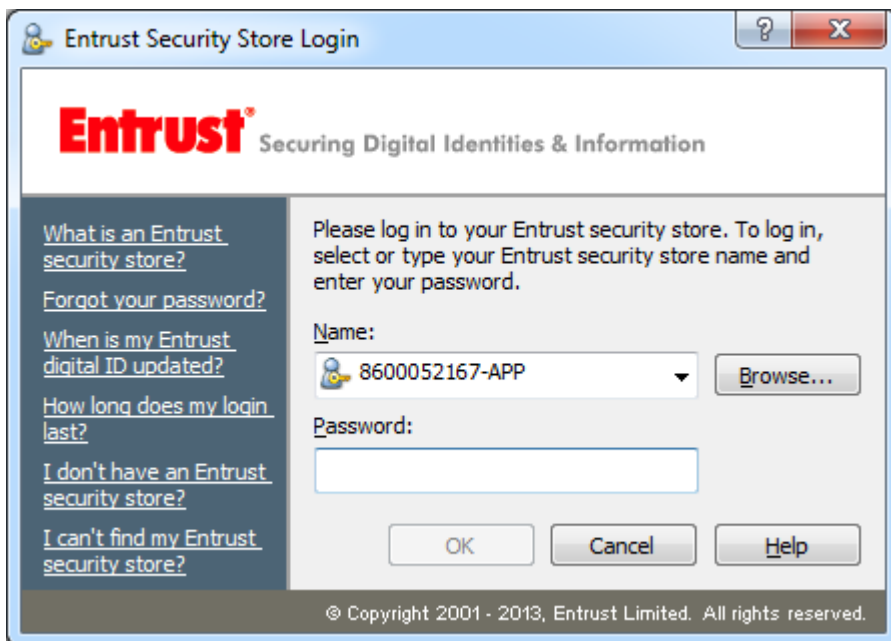 Entrust Security Store Login
Entrust® Securing Digital Identities & Information
What is an Entrust
security store?
Forgot your password?
When is my Entrust
digital ID updated?
How long does my login
last?
I don't have an Entrust
security store?
I can't find my Entrust
security store?
Please log in to your Entrust security store. To log in,
select or type your Entrust security store name and
enter your password.
Name:
8600052167-APP
Browse...
Password:
OK
Cancel
Help
© Copyright 2001 - 2013, Entrust Limited. All rights reserved.